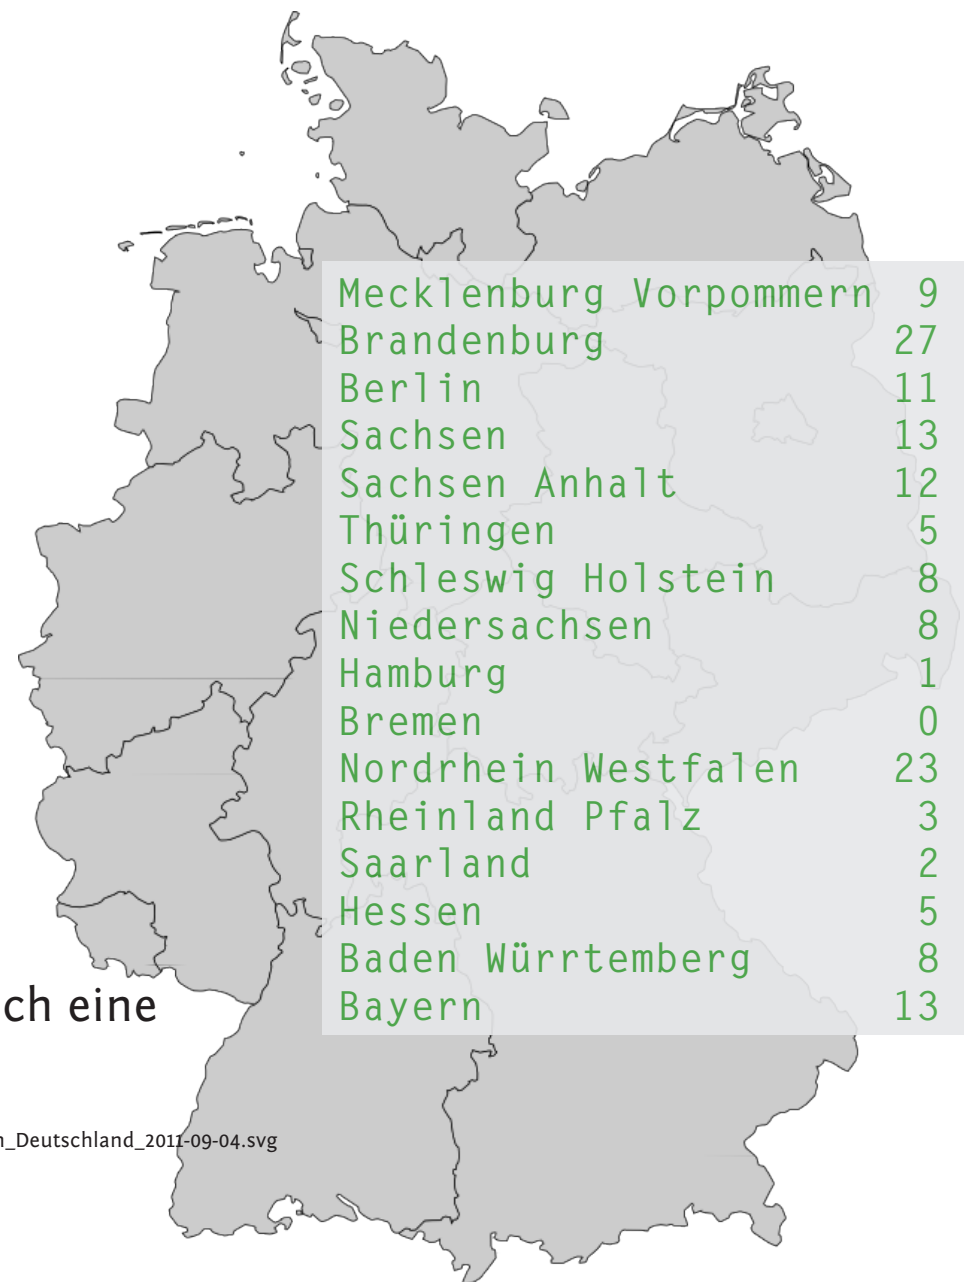 Mecklenburg Vorpommern 9
Brandenburg 27
Berlin 11
Sachsen 13
Sachsen Anhalt 12
Thüringen 5
Schleswig Holstein 8
Niedersachsen 8
Hamburg 1
Bremen 0
Nordrhein Westfalen 23
Rheinland Pfalz 3
Saarland 2
Hessen 5
Baden Würrtemberg 8
Bayern 13
ch eine
n_Deutschland_2011-09-04.svg